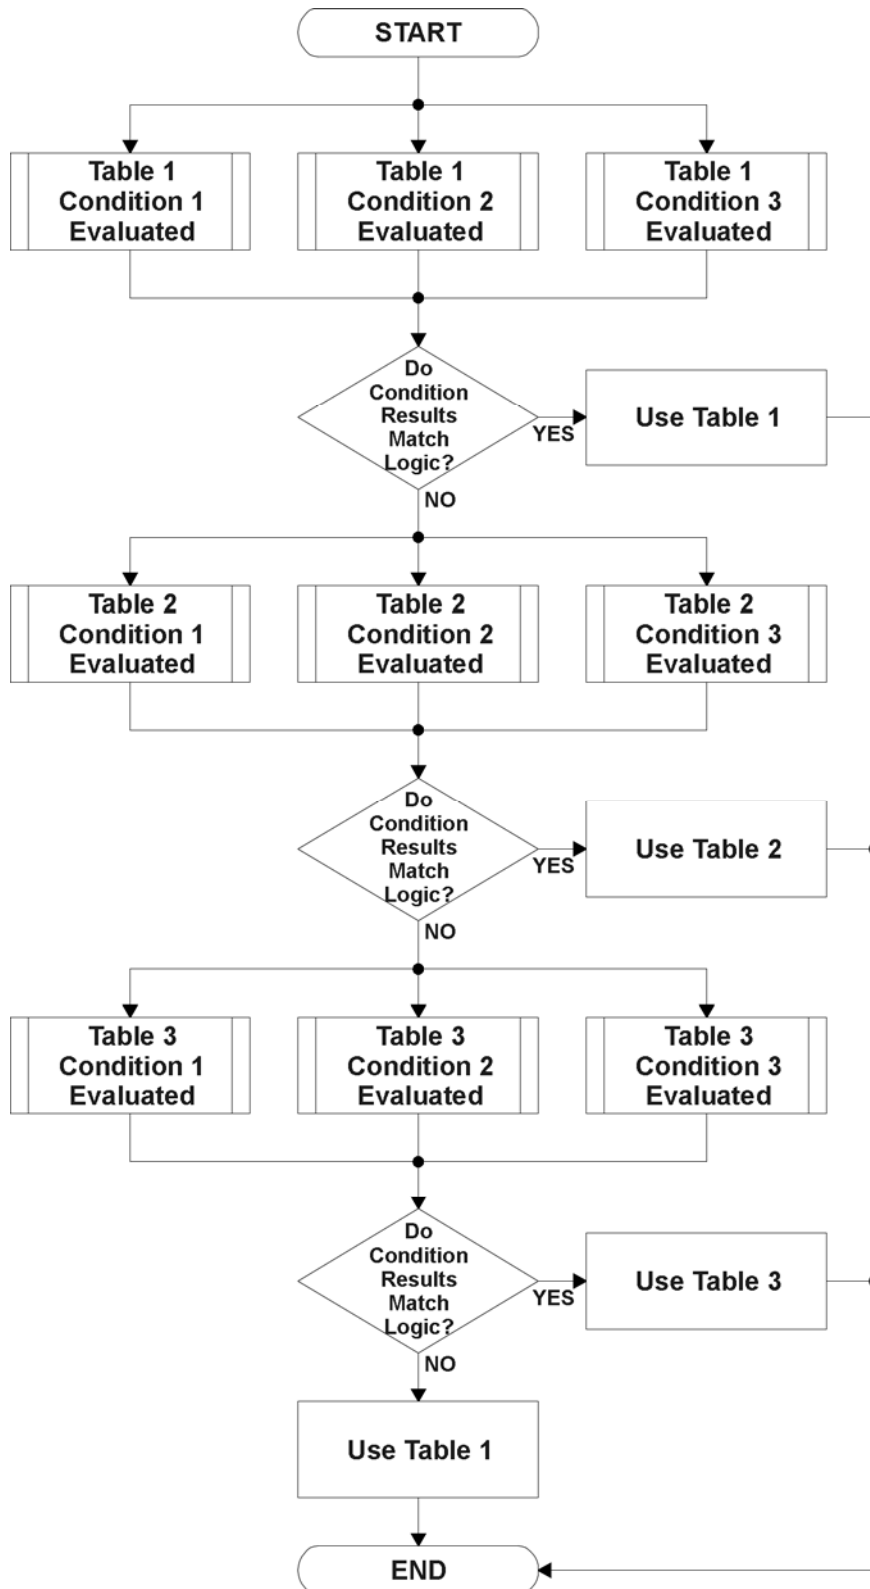 START
Table 1
Condition 1
Evaluated
Table 1
Condition 2
Evaluated
Table 1
Condition 3
Evaluated
Do
Condition
Results
Match
Logic?
YES
Use Table 1
NO
Table 2
Condition 1
Evaluated
Table 2
Condition 2
Evaluated
Table 2
Condition 3
Evaluated
Do
Condition
Results
Match
Logic?
YES
Use Table 2
NO
Table 3
Condition 1
Evaluated
Table 3
Condition 2
Evaluated
Table 3
Condition 3
Evaluated
Do
Condition
Results
Match
Logic?
YES
Use Table 3
NO
Use Table 1
END